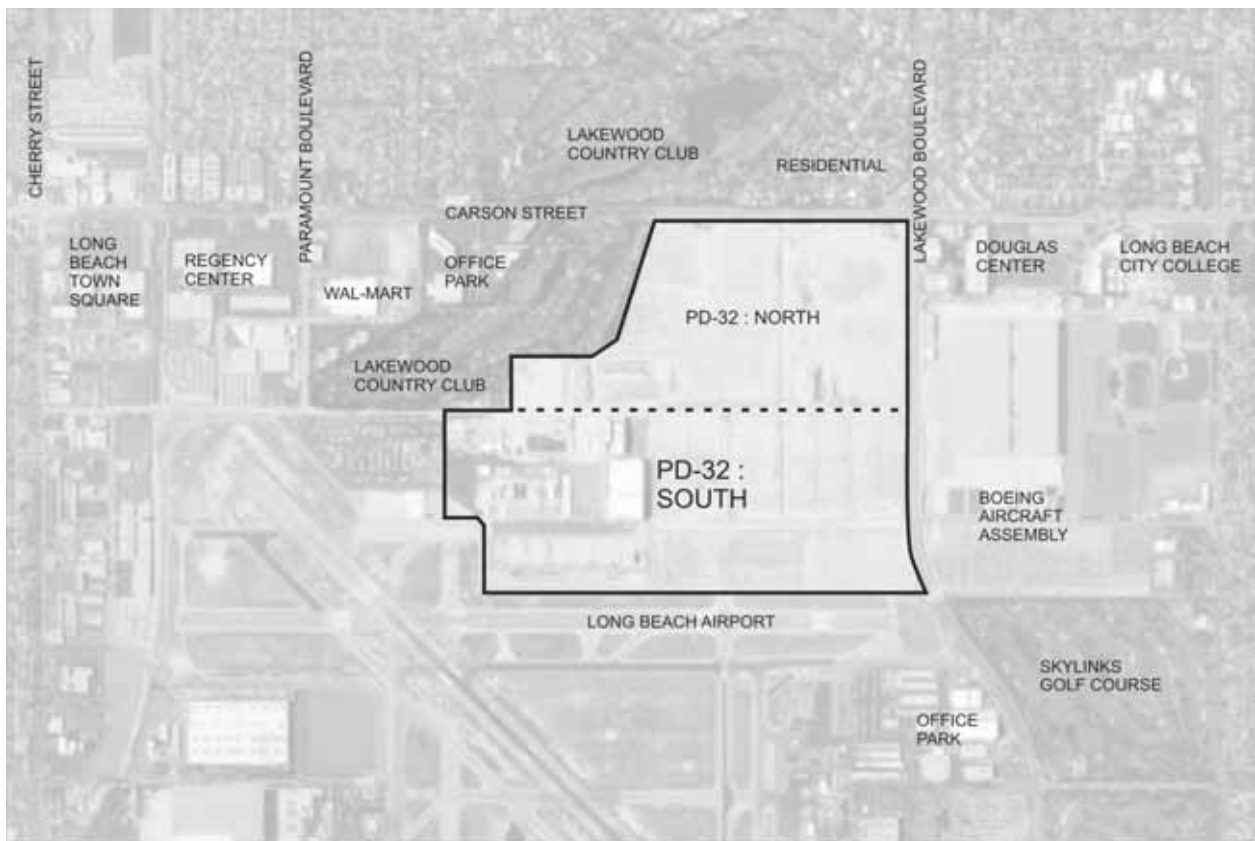 CHERRY STREET
PARAMOUNT BOULEVARD
LAKEWOOD BOULEVARD
LAKEWOOD
COUNTRY CLUB
RESIDENTIAL
CARSON STREET
LONG
BEACH
TOWN
SQUARE
REGENCY
CENTER
WAL-MART
OFFICE
PARK
DOUGLAS
CENTER
LONG BEACH
CITY COLLEGE
PD-32 : NORTH
LAKEWOOD
COUNTRY CLUB
PD-32 :
SOUTH
BOEING
AIRCRAFT
ASSEMBLY
LONG BEACH AIRPORT
SKYLINKS
GOLF COURSE
OFFICE
PARK